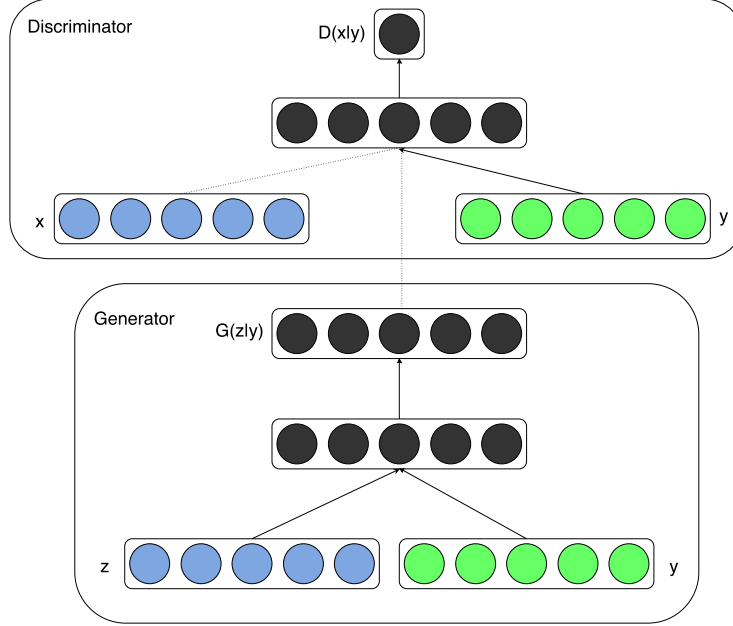 Discriminator
D(x|y)
x
y
Generator
G(z|y)
z
y